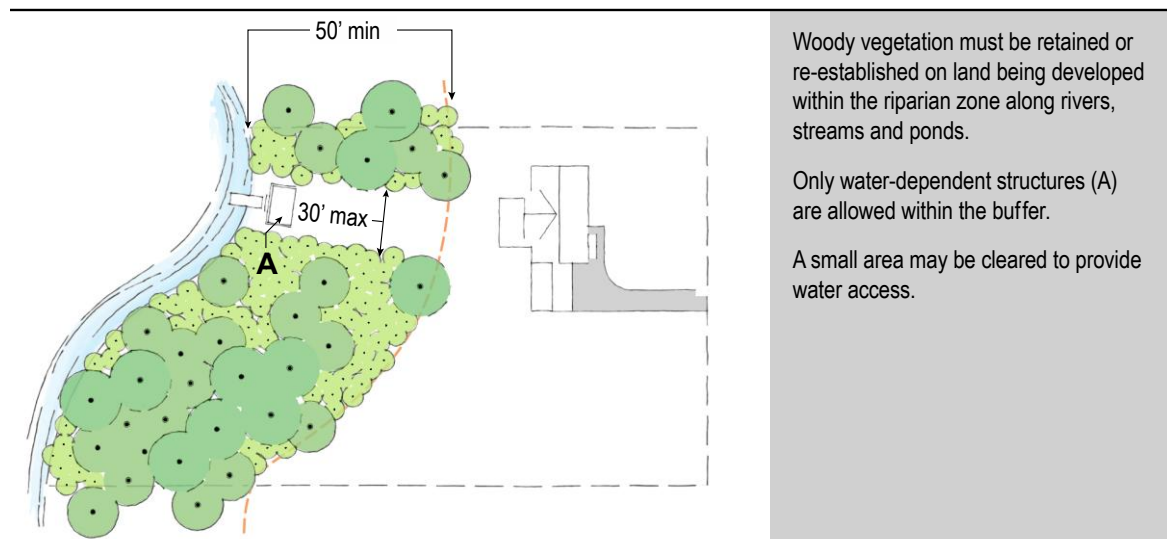 50’ min
30’ max
A
Woody vegetation must be retained or
re-established on land being developed
within the riparian zone along rivers,
streams and ponds.
Only water-dependent structures (A)
are allowed within the buffer.
A small area may be cleared to provide
water access.